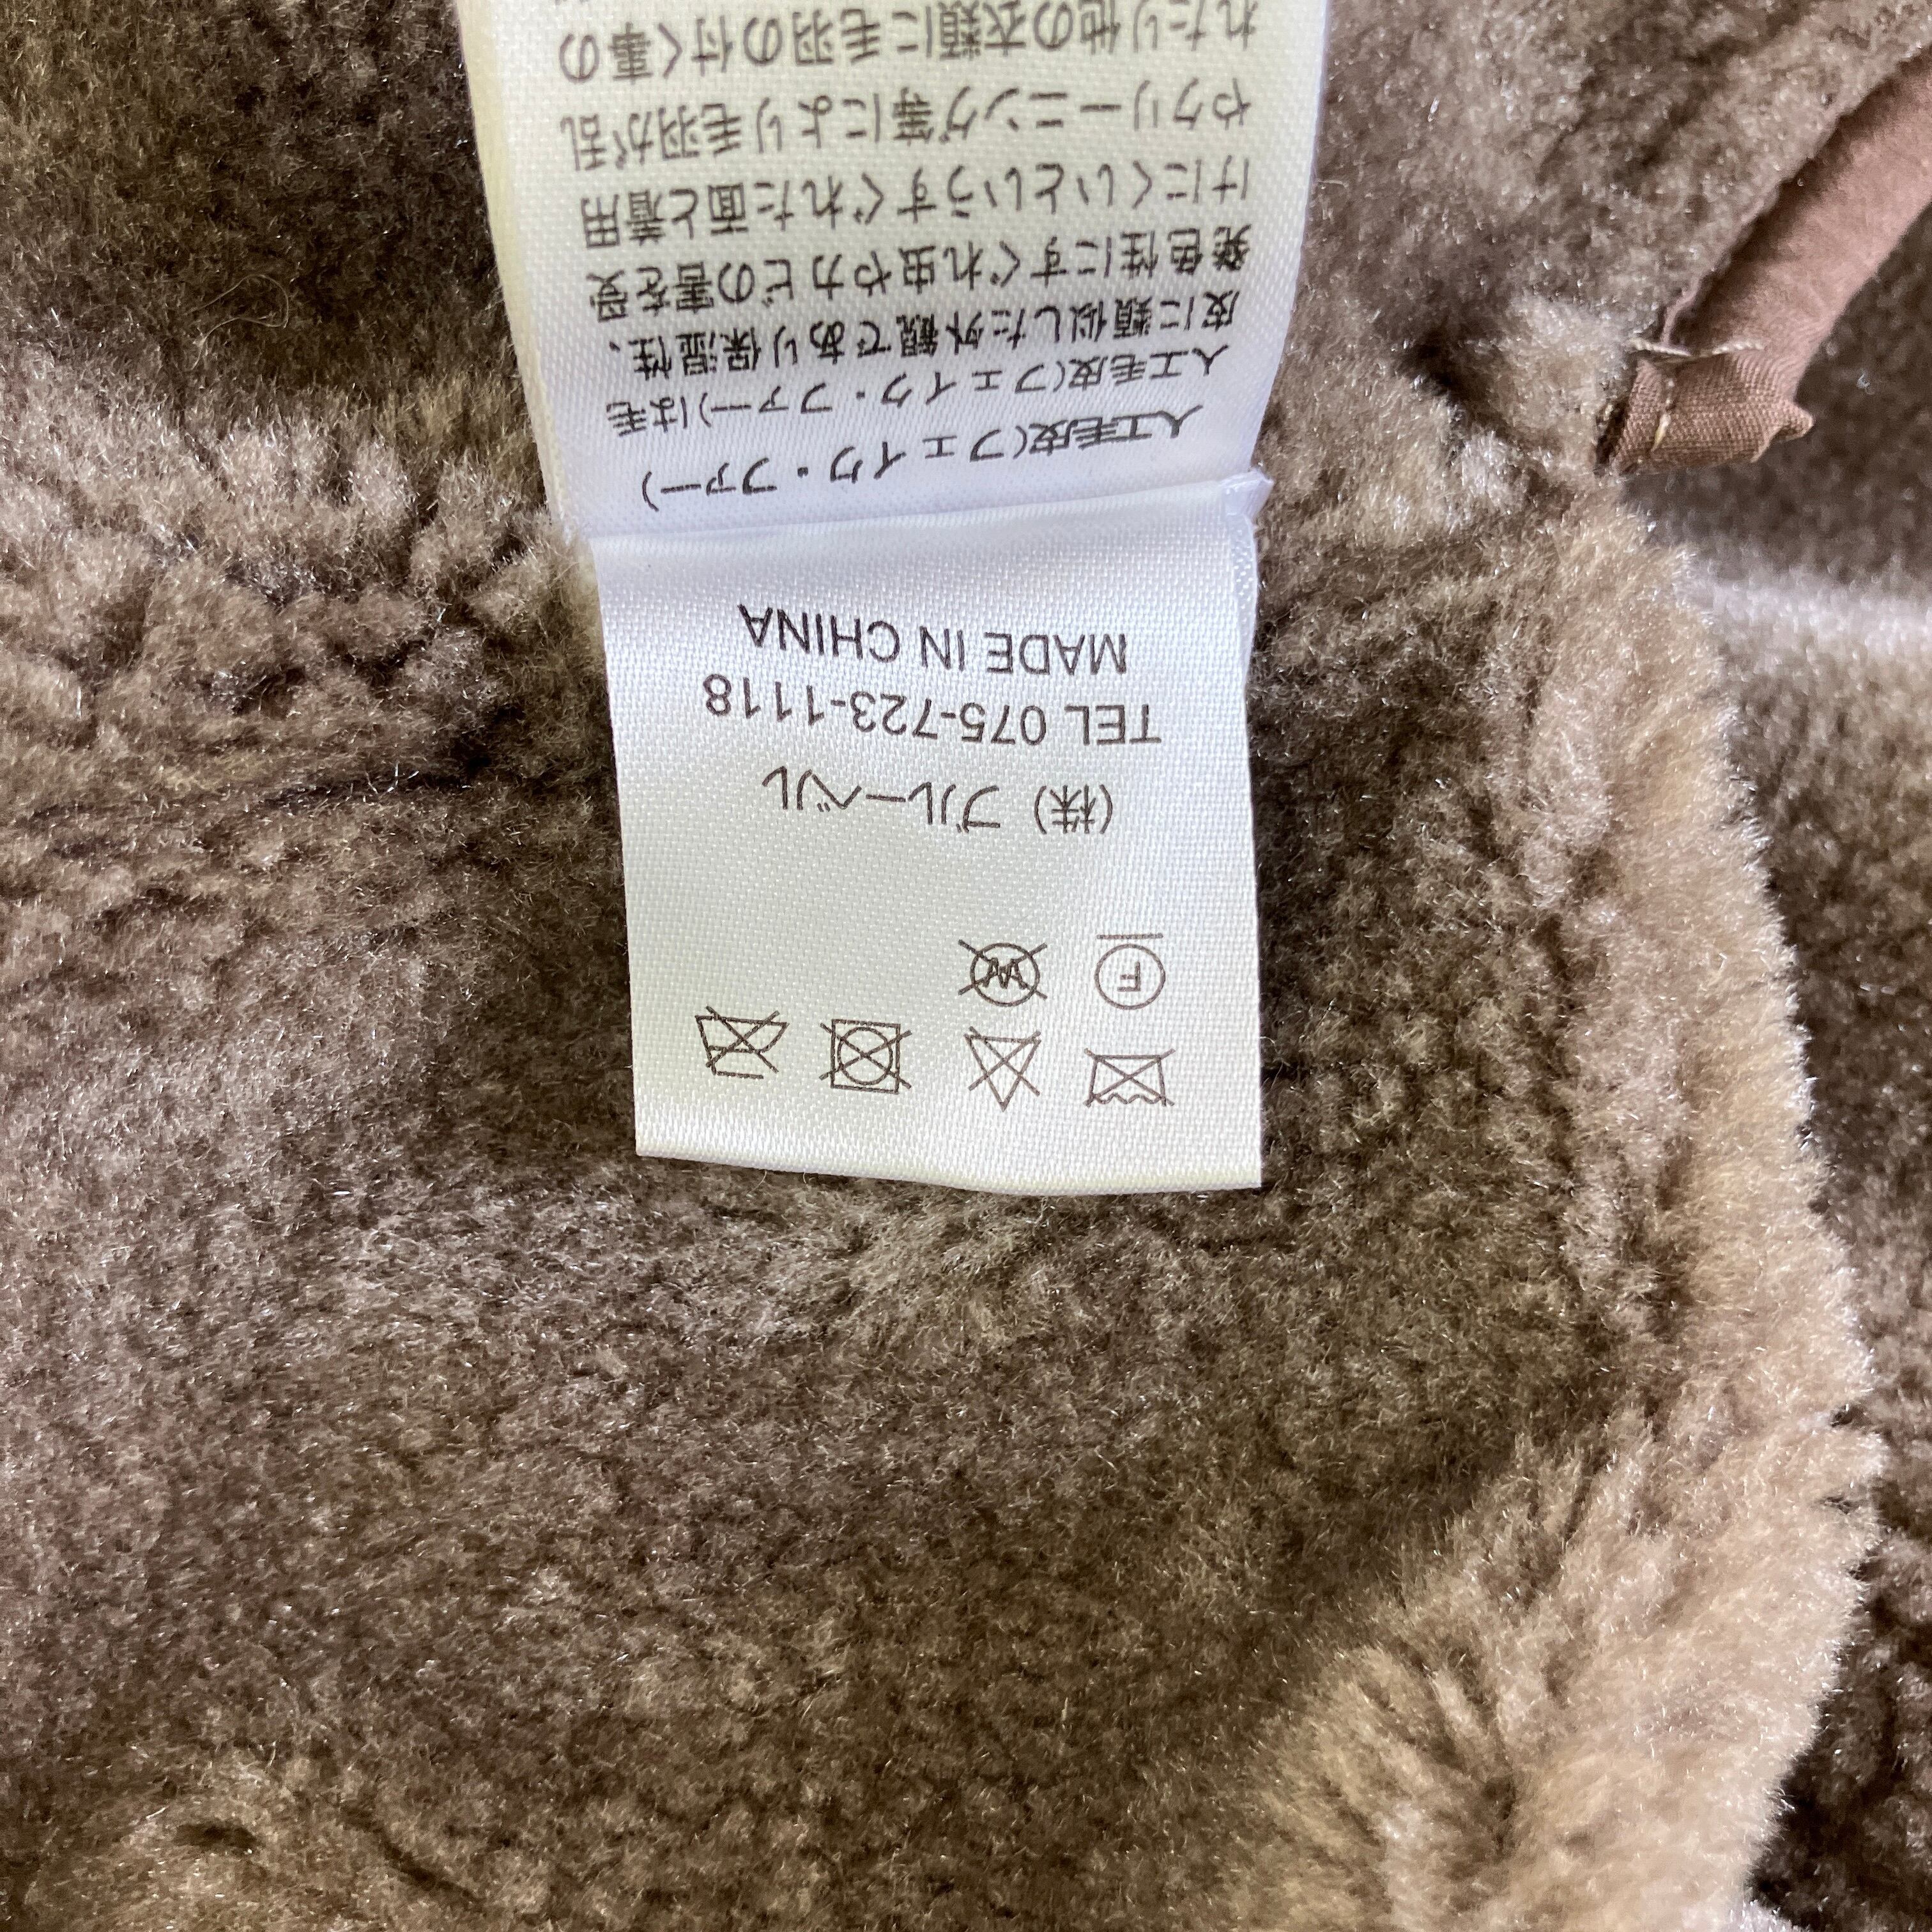 F W
(株) ブルーベル
TEL 075-723-1118
MADE IN CHINA
人工毛皮(フェイク・ファー)
人工毛皮(フェイク・ファー)は毛
皮に類似した外観であり保湿性、
発色性にすぐれ虫やカビの害を受
けにくいというすぐれた面と着用
やクリーニング等により毛羽が乱
れたり他の衣類に毛羽の付く事の